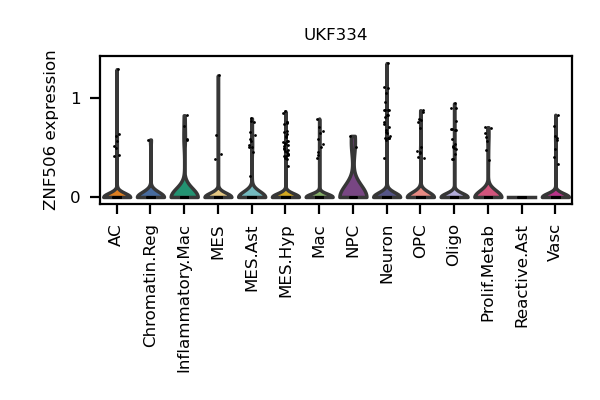 UKF334
ZNF506 expression
1
0
AC
Chromatin.Reg
Inflammatory.Mac
MES
MES.Ast
MES.Hyp
Mac
NPC
Neuron
OPC
Oligo
Prolif.Metab
Reactive.Ast
Vasc